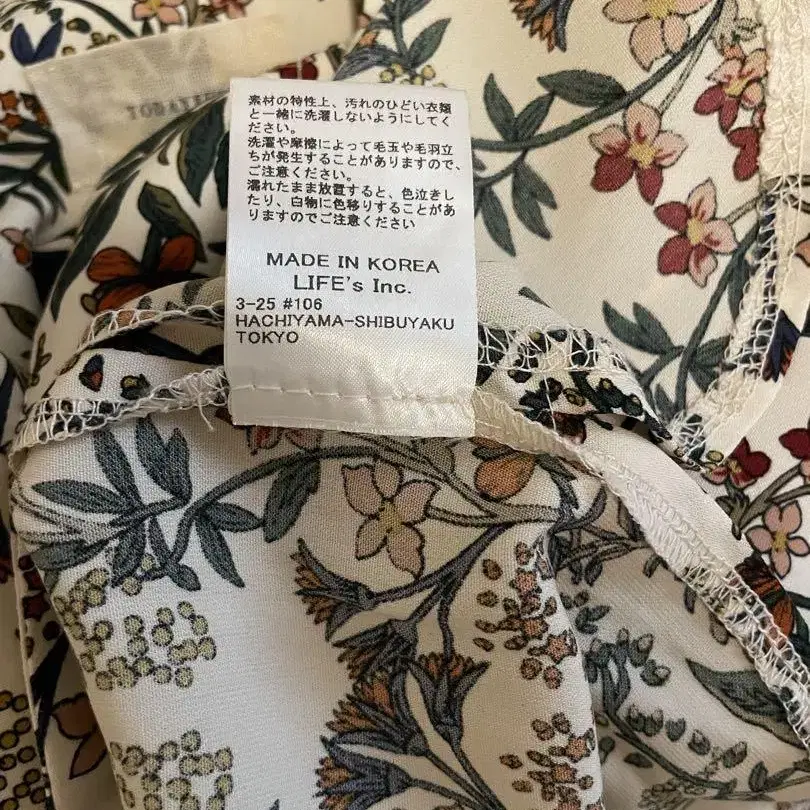 素材の特性上、汚れのひどい衣類
と一緒に洗濯しないようにしてく
ださい。
洗濯や摩擦によって毛玉や毛羽立
ちが発生することがありますので、
ご注意ください。
濡れたまま放置すると、色泣きし
たり、白物に色移りすることがあ
りますのでご注意ください
MADE IN KOREA
LIFE's Inc.
3-25 #106
HACHIYAMA-SHIBUYAKU
TOKYO